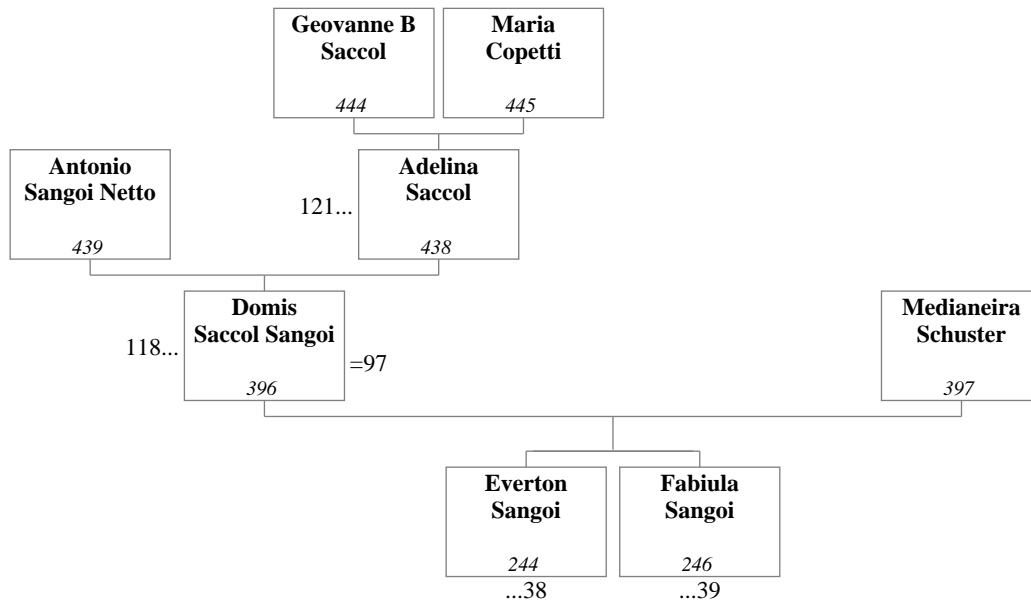 Geovanne B
Saccol
444
Maria
Copetti
445
Antonio
Sangoi Netto
439
121...
Adelina
Saccol
438
118...
Domis
Saccol Sangoi
396
=97
Medianeira
Schuster
397
Everton
Sangoi
244
...38
Fabiula
Sangoi
246
...39